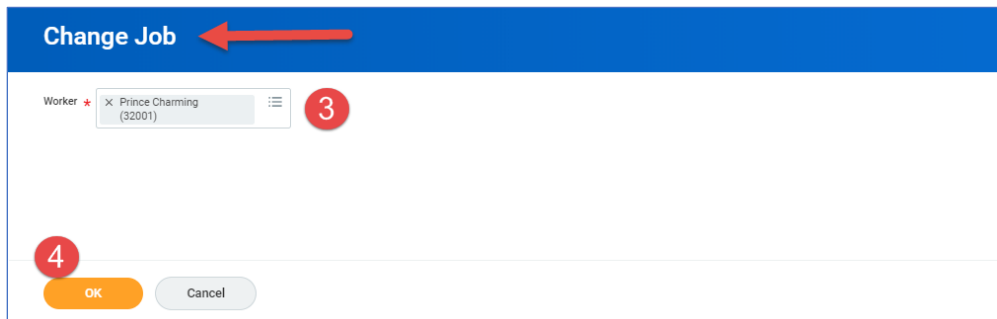 Change Job
Worker * × Prince Charming
(32001)
3
4
OK Cancel